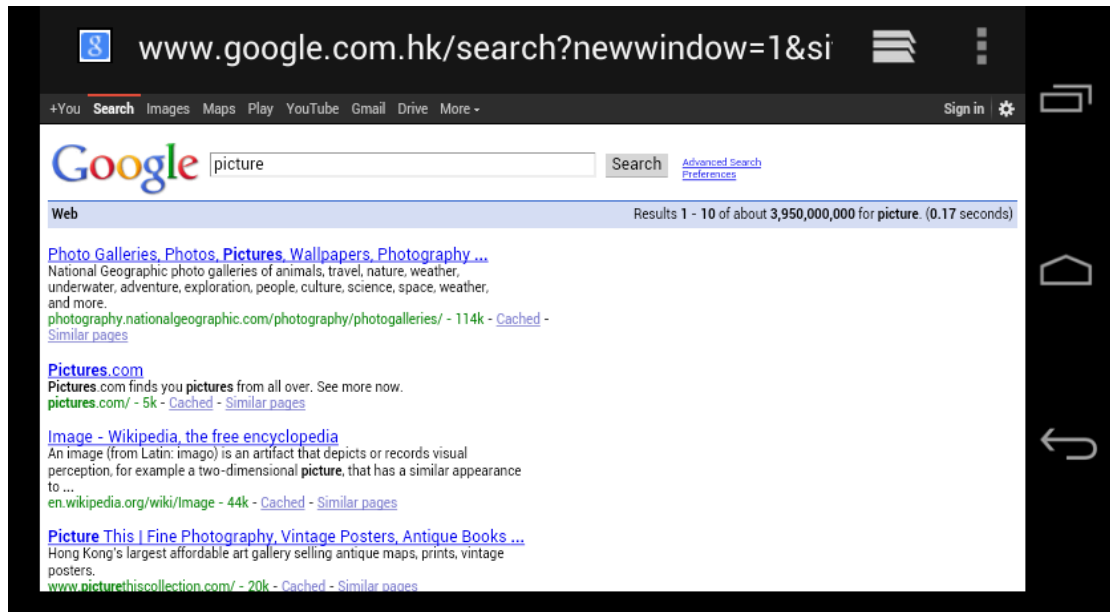 www.google.com.hk/search?newwindow=1&si
+You Search Images Maps Play YouTube Gmail Drive More
Sign in
Google picture Search Advanced Search
Preferences
Web Results 1 - 10 of about 3,950,000,000 for picture. (0.17 seconds)
Photo Galleries, Photos, Pictures, Wallpapers, Photography ...
National Geographic photo galleries of animals, travel, nature, weather,
underwater, adventure, exploration, people, culture, science, space, weather,
and more.
photography.nationalgeographic.com/photography/photogalleries/ - 114k - Cached -
Similar pages
Pictures.com
Pictures.com finds you pictures from all over. See more now.
pictures.com/ - 5k - Cached - Similar pages
Image - Wikipedia, the free encyclopedia
An image (from Latin: imago) is an artifact that depicts or records visual
perception, for example a two-dimensional picture, that has a similar appearance
to ...
en.wikipedia.org/wiki/Image - 44k - Cached - Similar pages
Picture This | Fine Photography, Vintage Posters, Antique Books ...
Hong Kong's largest affordable art gallery selling antique maps, prints, vintage
posters.
www.picturethiscollection.com/ - 20k - Cached - Similar pages